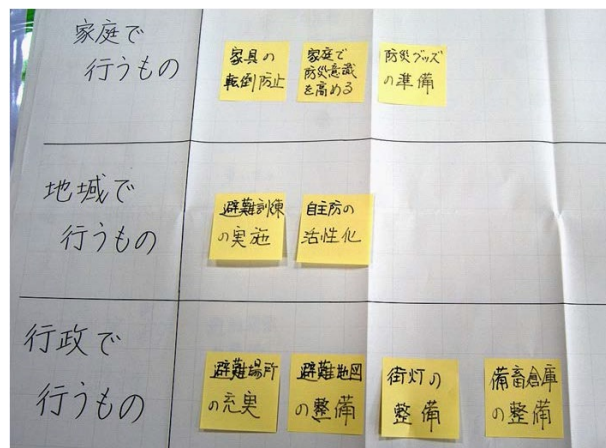 家庭で
行うもの
家具の
転倒防止
家庭で
防災意識
を高める
防災グッズ
の準備
地域で
行うもの
避難訓練
の実施
自主防の
活性化
行政で
行うもの
避難場所
の充実
避難地図
の整備
街灯の
整備
備畜倉庫
の整備